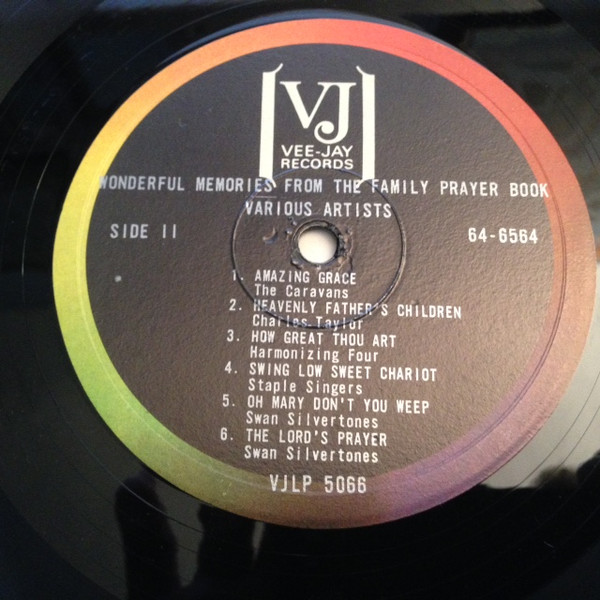 VJ
VEE-JAY
RECORDS
WONDERFUL MEMORIES FROM THE FAMILY PRAYER BOOK
VARIOUS ARTISTS
SIDE II
64-6564
1. AMAZING GRACE
The Caravans
2. HEAVENLY FATHER'S CHILDREN
Charles Taylor
3. HOW GREAT THOU ART
Harmonizing Four
4. SWING LOW SWEET CHARIOT
Staple Singers
5. OH MARY DON'T YOU WEEP
Swan Silvertones
6. THE LORD'S PRAYER
Swan Silvertones
VJLP 5066